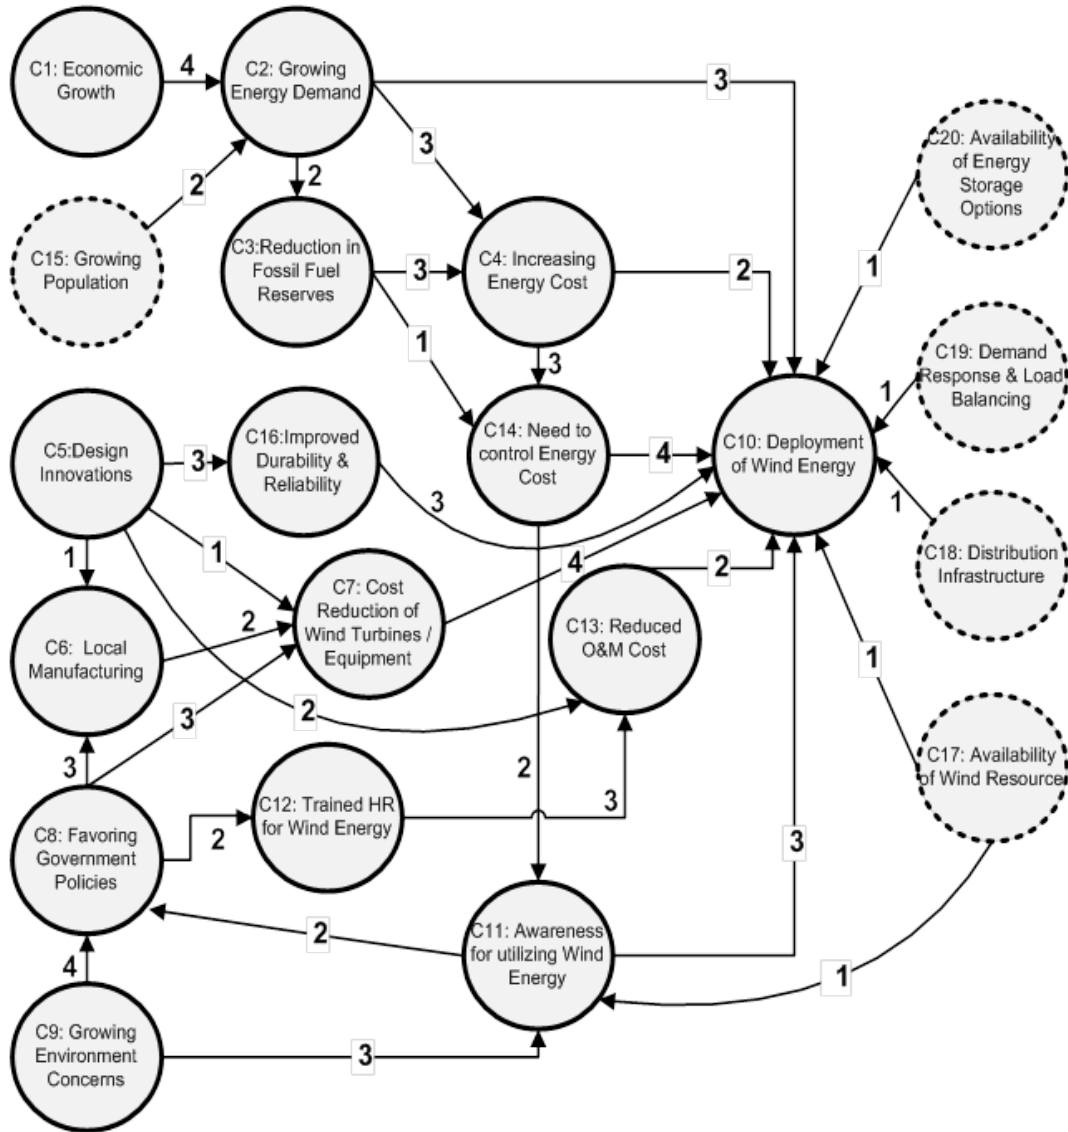 C1: Economic
Growth
4
C2: Growing
Energy Demand
3
3
2
2
C15: Growing
Population
C3:Reduction in
Fossil Fuel
Reserves
3
1
C4: Increasing
Energy Cost
2
3
C20: Availability
of Energy
Storage
Options
1
C19: Demand
Response & Load
Balancing
1
C5:Design
Innovations
3
C16:Improved
Durability &
Reliability
3
C14: Need to
control Energy
Cost
4
C10: Deployment
of Wind Energy
1
C18: Distribution
Infrastructure
1
1
2
C6: Local
Manufacturing
2
C7: Cost
Reduction of
Wind Turbines /
Equipment
4
C13: Reduced
O&M Cost
2
1
C17: Availability
of Wind Resource
3
3
2
C8: Favoring
Government
Policies
2
C12: Trained HR
for Wind Energy
3
3
2
C11: Awareness
for utilizing Wind
Energy
1
4
C9: Growing
Environment
Concerns
3